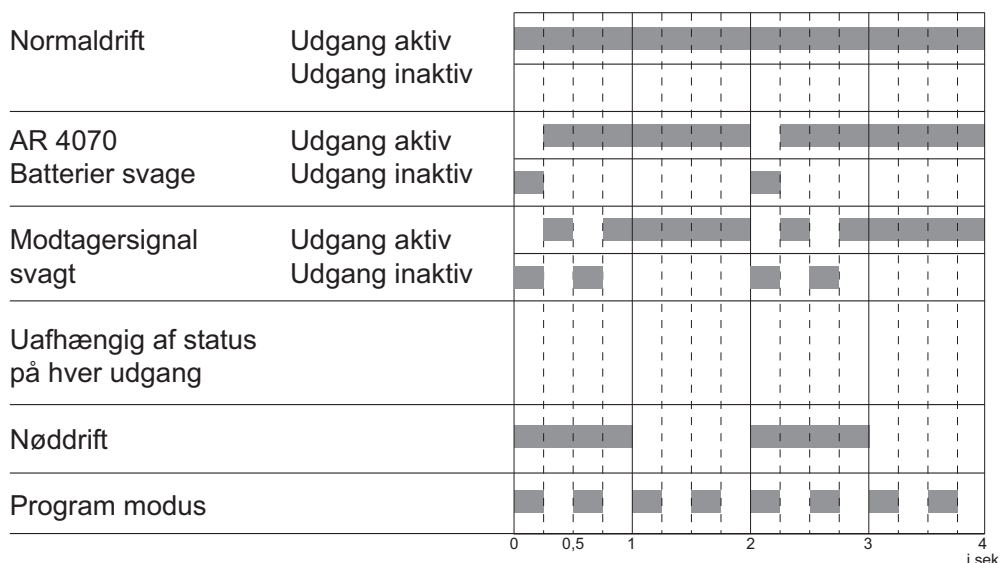 Normaldrift Udgang aktiv
Udgang inaktiv
AR 4070 Udgang aktiv
Batterier svage Udgang inaktiv
Modtagersignal Udgang aktiv
svagt Udgang inaktiv
Uafhængig af status
på hver udgang
Nøddrift
Program modus
0 0,5 1 2 3 4
i sek